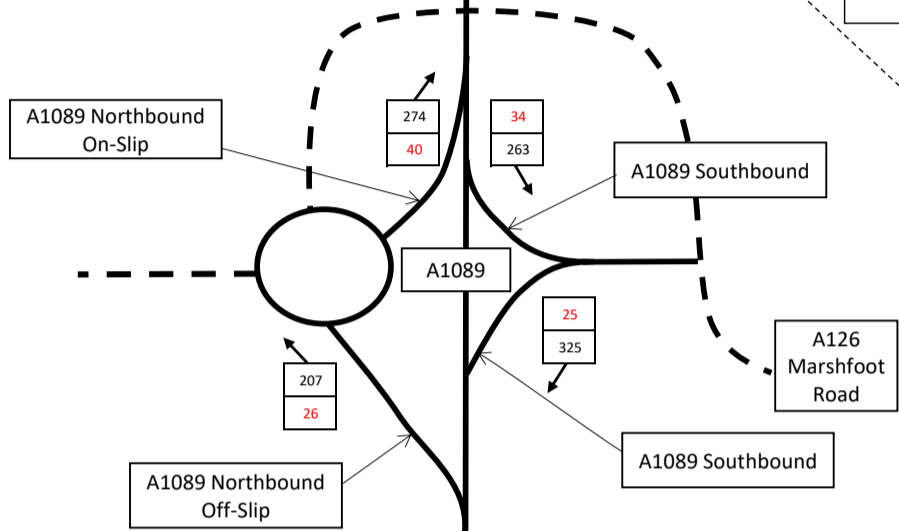 A1089 Northbound
On-Slip
274
40
34
263
A1089 Southbound
A1089
25
325
A126
Marshfoot
Road
207
26
A1089 Southbound
A1089 Northbound
Off-Slip